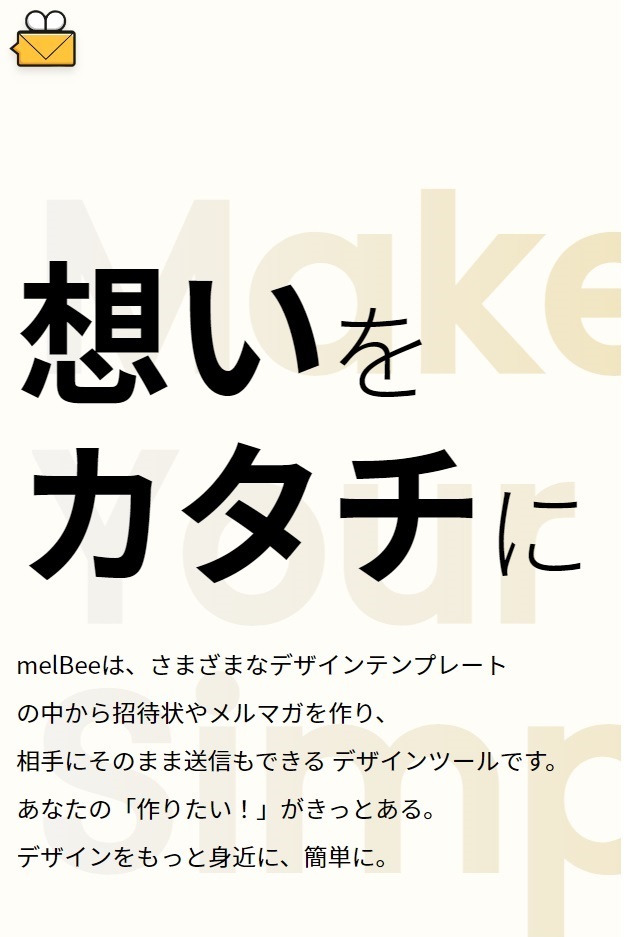 Make
Your
Simp
想いを
カタチに
melBeeは、さまざまなデザインテンプレート
の中から招待状やメルマガを作り、
相手にそのまま送信もできる デザインツールです。
あなたの「作りたい！」がきっとある。
デザインをもっと身近に、簡単に。